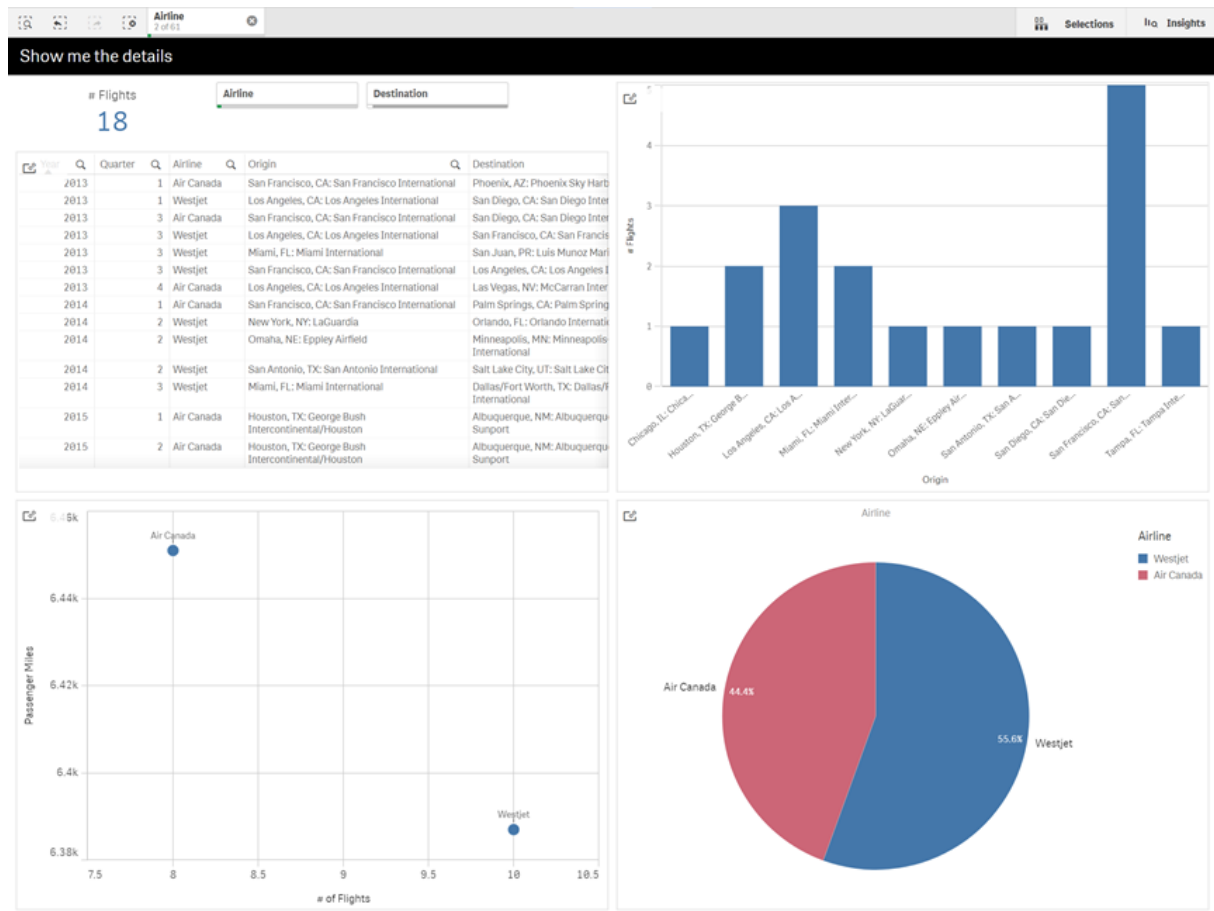 Airline
2 of 61
Selections
Insights
Show me the details
# Flights
18
Airline
Destination
Year Quarter Airline Origin Destination
2013 1 Air Canada San Francisco, CA: San Francisco International Phoenix, AZ: Phoenix Sky Harb
2013 1 Westjet Los Angeles, CA: Los Angeles International San Diego, CA: San Diego Inter
2013 3 Air Canada San Francisco, CA: San Francisco International San Diego, CA: San Diego Inter
2013 3 Westjet Los Angeles, CA: Los Angeles International San Francisco, CA: San Francis
2013 3 Westjet Miami, FL: Miami International San Juan, PR: Luis Munoz Mari
2013 3 Westjet San Francisco, CA: San Francisco International Los Angeles, CA: Los Angeles I
2013 4 Air Canada Los Angeles, CA: Los Angeles International Las Vegas, NV: McCarran Inter
2014 1 Air Canada San Francisco, CA: San Francisco International Palm Springs, CA: Palm Spring
2014 2 Westjet New York, NY: LaGuardia Orlando, FL: Orlando Internati
2014 2 Westjet Omaha, NE: Eppley Airfield Minneapolis, MN: Minneapolis-
International
2014 2 Westjet San Antonio, TX: San Antonio International Salt Lake City, UT: Salt Lake Cit
2014 3 Westjet Miami, FL: Miami International Dallas/Fort Worth, TX: Dallas/F
International
2015 1 Air Canada Houston, TX: George Bush Albuquerque, NM: Albuquerqu
Intercontinental/Houston Sunport
2015 2 Air Canada Houston, TX: George Bush Albuquerque, NM: Albuquerqu
Intercontinental/Houston Sunport
5
4
3
2
1
0
# Flights
Chicago, IL: Chica...
Houston, TX: George B...
Los Angeles, CA: Los A...
Miami, FL: Miami Inter...
New York, NY: LaGuar...
Omaha, NE: Eppley Air...
San Antonio, TX: San A...
San Diego, CA: San Die...
San Francisco, CA: San...
Tampa, FL: Tampa Inte...
Origin
6.46k
6.44k
6.42k
6.4k
6.38k
Passenger Miles
Air Canada
Westjet
7.5 8 8.5 9 9.5 10 10.5
# of Flights
Airline
Airline
Westjet
Air Canada
Air Canada
44.4%
55.6%
Westjet